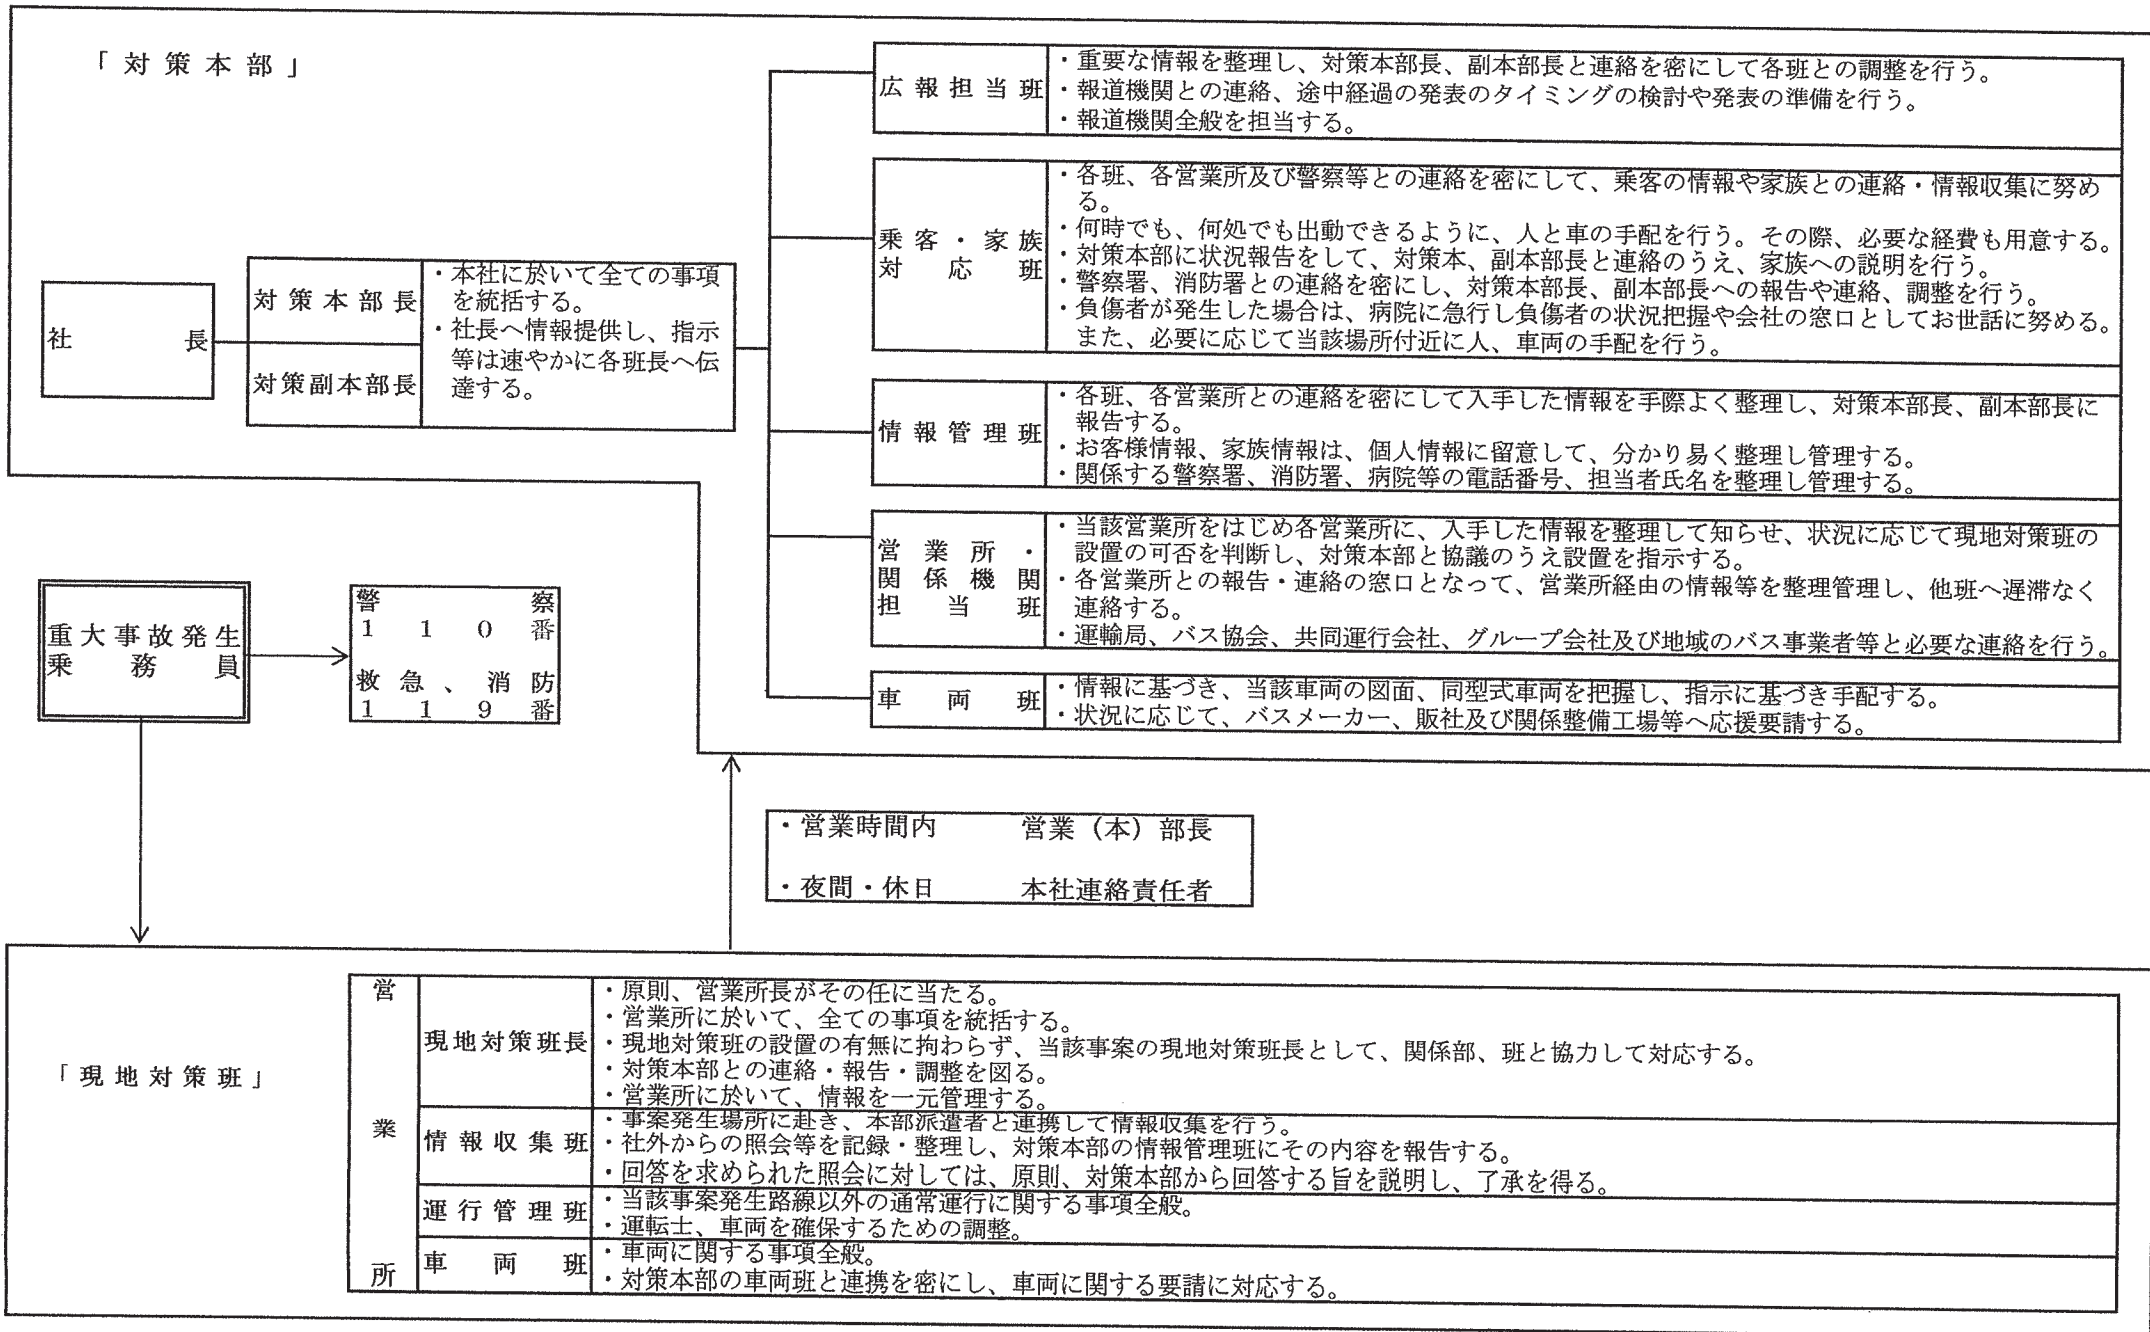 「対策本部」
社長
対策本部長
対策副本部長
・本社に於いて全ての事項
を統括する。
・社長へ情報提供し、指示
等は速やかに各班長へ伝
達する。
広報担当班
・重要な情報を整理し、対策本部長、副本部長と連絡を密にして各班との調整を行う。
・報道機関との連絡、途中経過の発表のタイミングの検討や発表の準備を行う。
・報道機関全般を担当する。
乗客・家族
対応班
・各班、各営業所及び警察等との連絡を密にして、乗客の情報や家族との連絡・情報収集に努め
る。
・何時でも、何処でも出動できるように、人と車の手配を行う。その際、必要な経費も用意する。
・対策本部に状況報告をして、対策本、副本部長と連絡のうえ、家族への説明を行う。
・警察署、消防署との連絡を密にし、対策本部長、副本部長への報告や連絡、調整を行う。
・負傷者が発生した場合は、病院に急行し負傷者の状況把握や会社の窓口としてお世話に努める。
また、必要に応じて当該場所付近に人、車両の手配を行う。
情報管理班
・各班、各営業所との連絡を密にして入手した情報を手際よく整理し、対策本部長、副本部長に
報告する。
・お客様情報、家族情報は、個人情報に留意して、分かり易く整理し管理する。
・関係する警察署、消防署、病院等の電話番号、担当者氏名を整理し管理する。
営業所・
関係機関
担当班
・当該営業所をはじめ各営業所に、入手した情報を整理して知らせ、状況に応じて現地対策班の
設置の可否を判断し、対策本部と協議のうえ設置を指示する。
・各営業所との報告・連絡の窓口となって、営業所経由の情報等を整理管理し、他班へ遅滞なく
連絡する。
・運輸局、バス協会、共同運行会社、グループ会社及び地域のバス事業者等と必要な連絡を行う。
車両班
・情報に基づき、当該車両の図面、同型式車両を把握し、指示に基づき手配する。
・状況に応じて、バスメーカー、販社及び関係整備工場等へ応援要請する。
重大事故発生
乗務員
警察
110番
救急、消防
119番
・営業時間内 営業（本）部長
・夜間・休日 本社連絡責任者
「現地対策班」
営業所
現地対策班長
・原則、営業所長がその任に当たる。
・営業所に於いて、全ての事項を統括する。
・現地対策班の設置の有無に拘わらず、当該事案の現地対策班長として、関係部、班と協力して対応する。
・対策本部との連絡・報告・調整を図る。
・営業所に於いて、情報を一元管理する。
情報収集班
・事案発生場所に赴き、本部派遣者と連携して情報収集を行う。
・社外からの照会等を記録・整理し、対策本部の情報管理班にその内容を報告する。
・回答を求められた照会に対しては、原則、対策本部から回答する旨を説明し、了承を得る。
運行管理班
・当該事案発生路線以外の通常運行に関する事項全般。
・運転士、車両を確保するための調整。
車両班
・車両に関する事項全般。
・対策本部の車両班と連携を密にし、車両に関する要請に対応する。